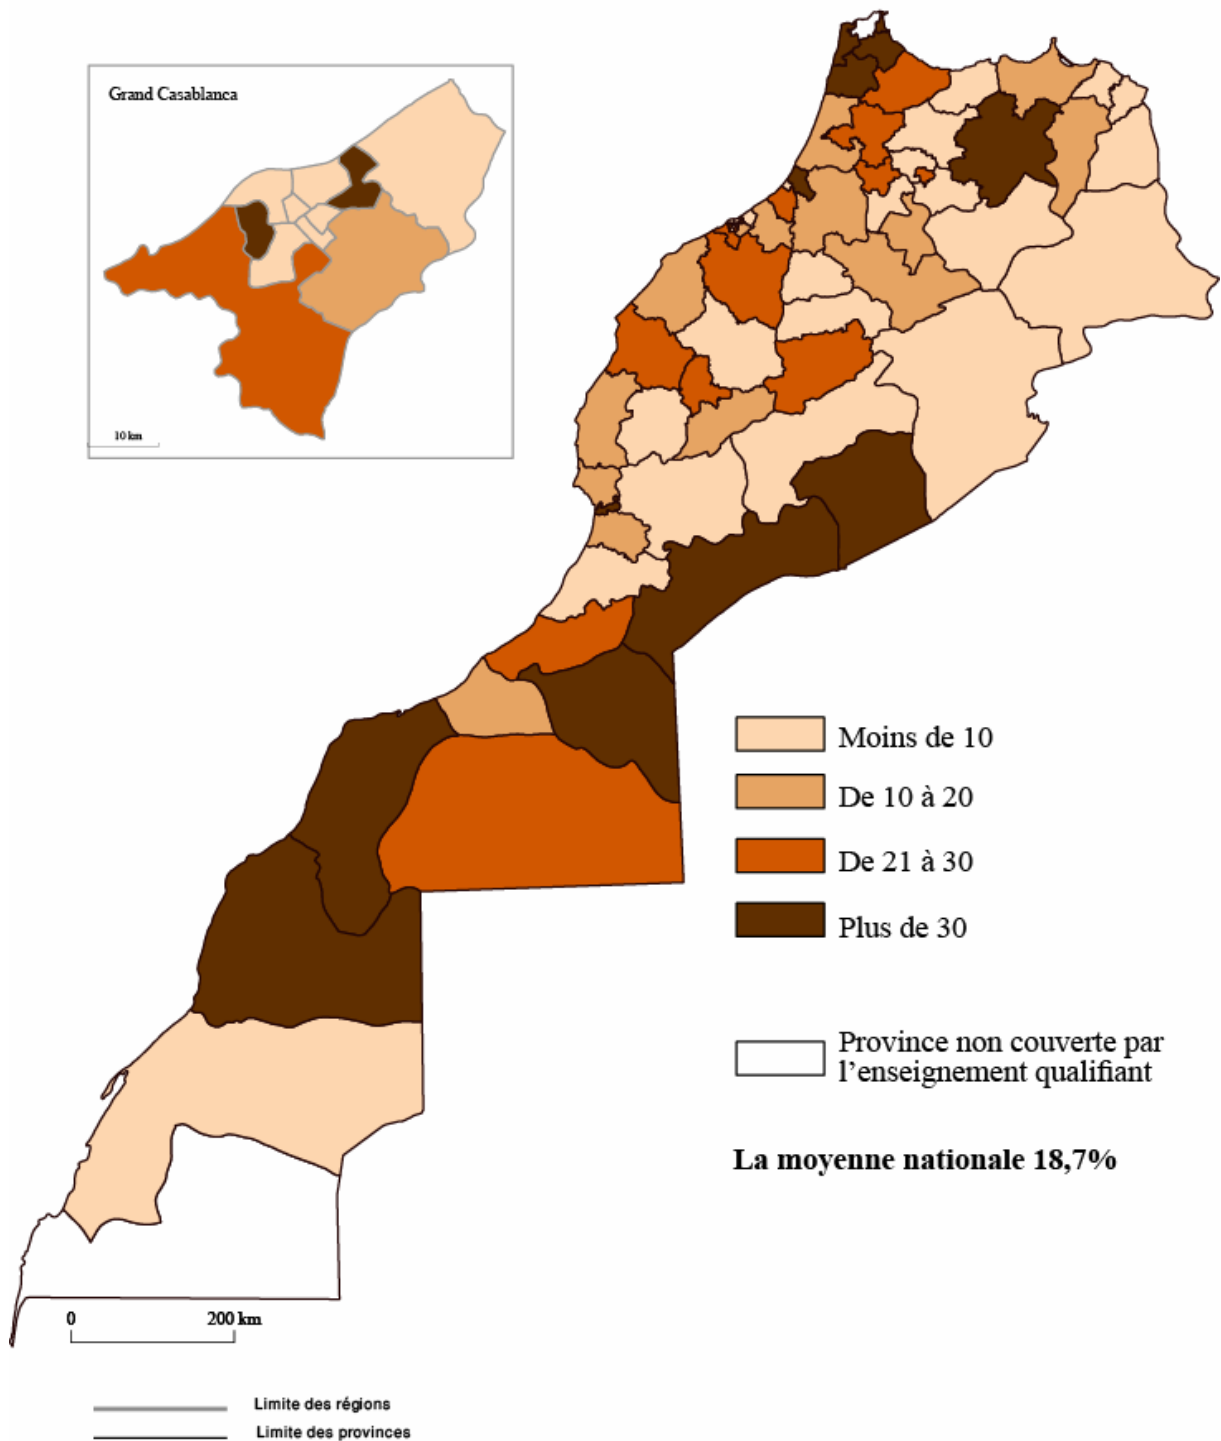 Grand Casablanca
10 km
Moins de 10
De 10 à 20
De 21 à 30
Plus de 30
Province non couverte par
l'enseignement qualifiant
La moyenne nationale 18,7%
0 200 km
Limite des régions
Limite des provinces